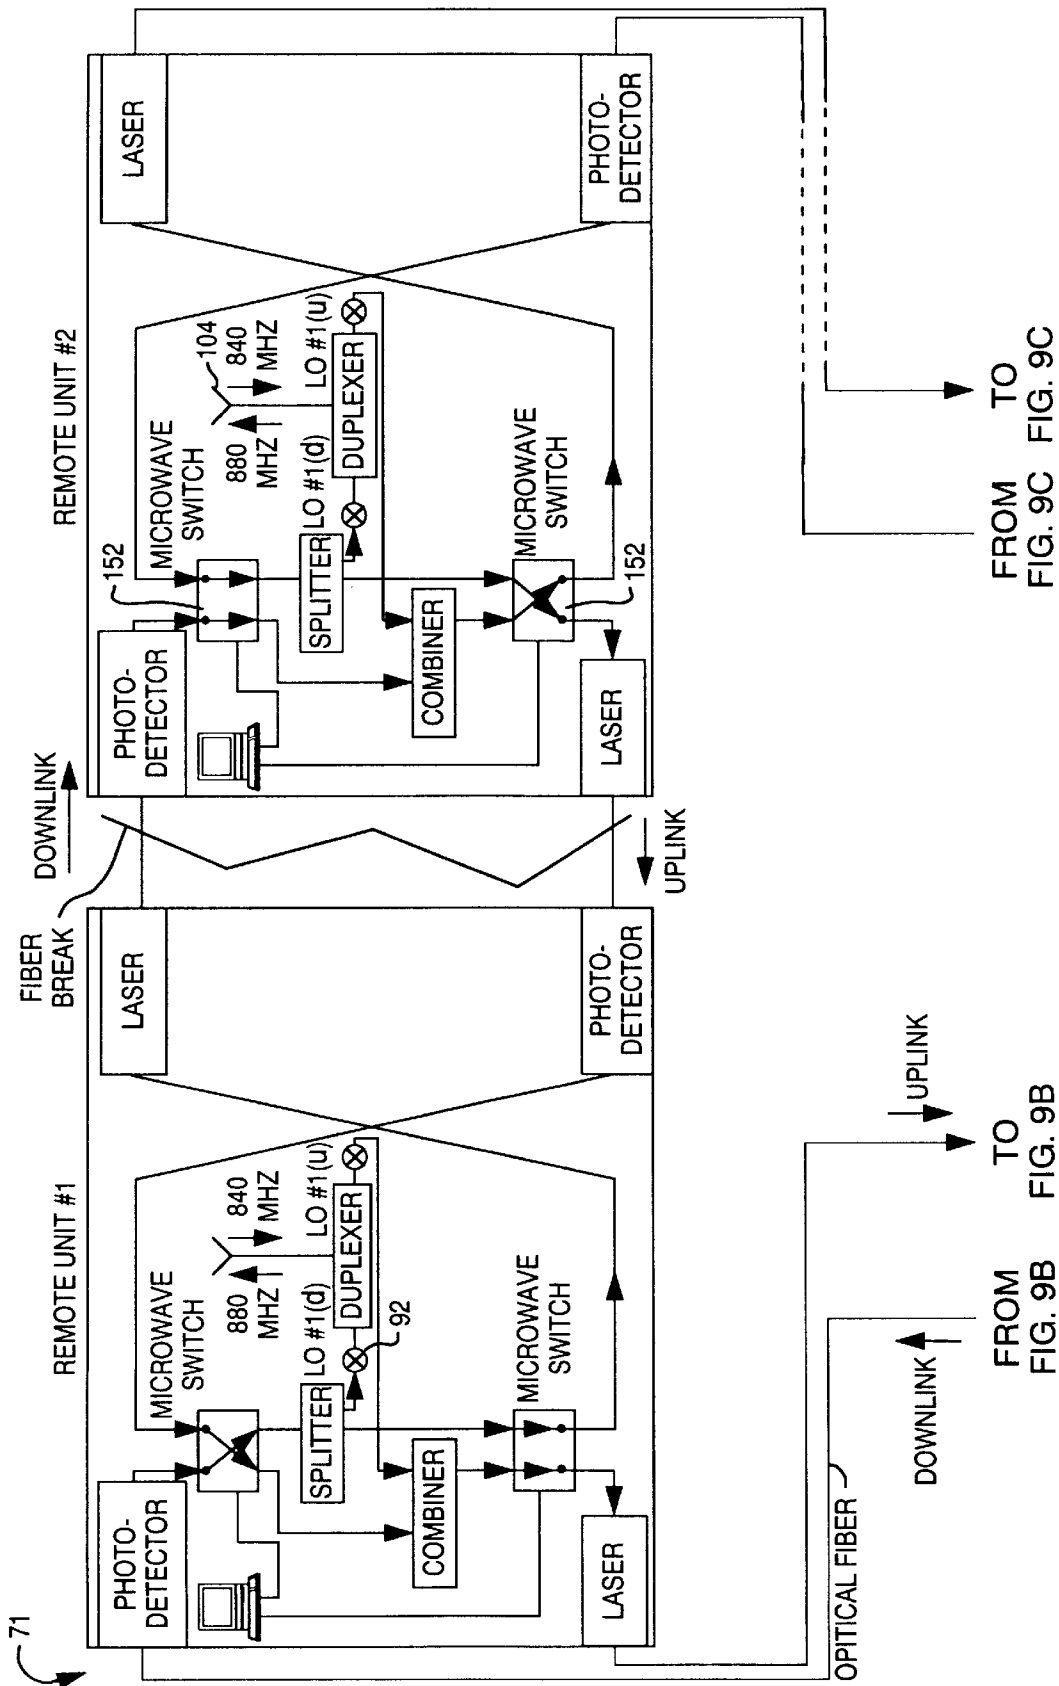 71
REMOTE UNIT #1
PHOTO-
DETECTOR
MICROWAVE
SWITCH
880
MHZ
840
MHZ
LO #1(d)
LO #1(u)
SPLITTER
DUPLEXER
92
COMBINER
MICROWAVE
SWITCH
LASER
LASER
PHOTO-
DETECTOR
FIBER
BREAK
DOWNLINK
UPLINK
REMOTE UNIT #2
PHOTO-
DETECTOR
152
MICROWAVE
SWITCH
880
MHZ
104
840
MHZ
LO #1(d)
LO #1(u)
SPLITTER
DUPLEXER
COMBINER
MICROWAVE
SWITCH
152
LASER
LASER
PHOTO-
DETECTOR
OPITICAL FIBER
DOWNLINK
UPLINK
FROM
FIG. 9B
TO
FIG. 9B
FROM
FIG. 9C
TO
FIG. 9C